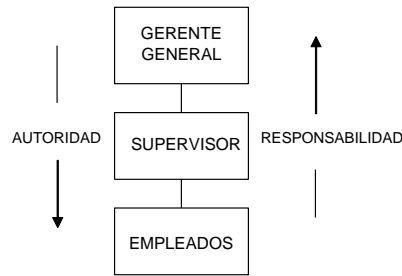 GERENTE
GENERAL
AUTORIDAD
SUPERVISOR
RESPONSABILIDAD
EMPLEADOS